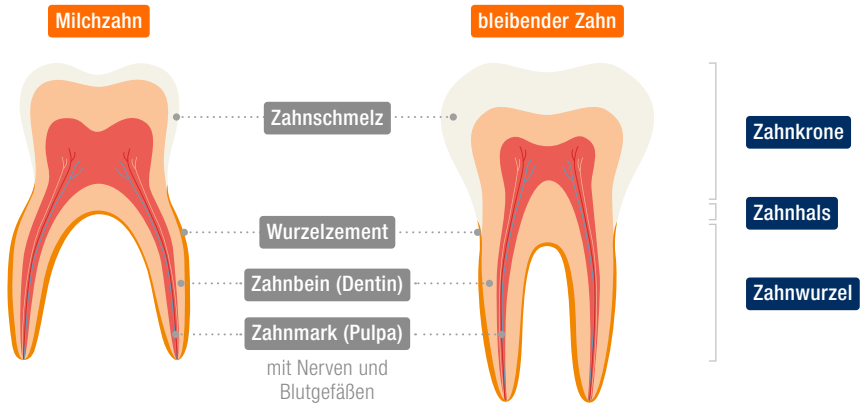 Milchzahn
bleibender Zahn
Zahnschmelz
Wurzelzement
Zahnbein (Dentin)
Zahnmark (Pulpa)
mit Nerven und
Blutgefäßen
Zahnkrone
Zahnhals
Zahnwurzel